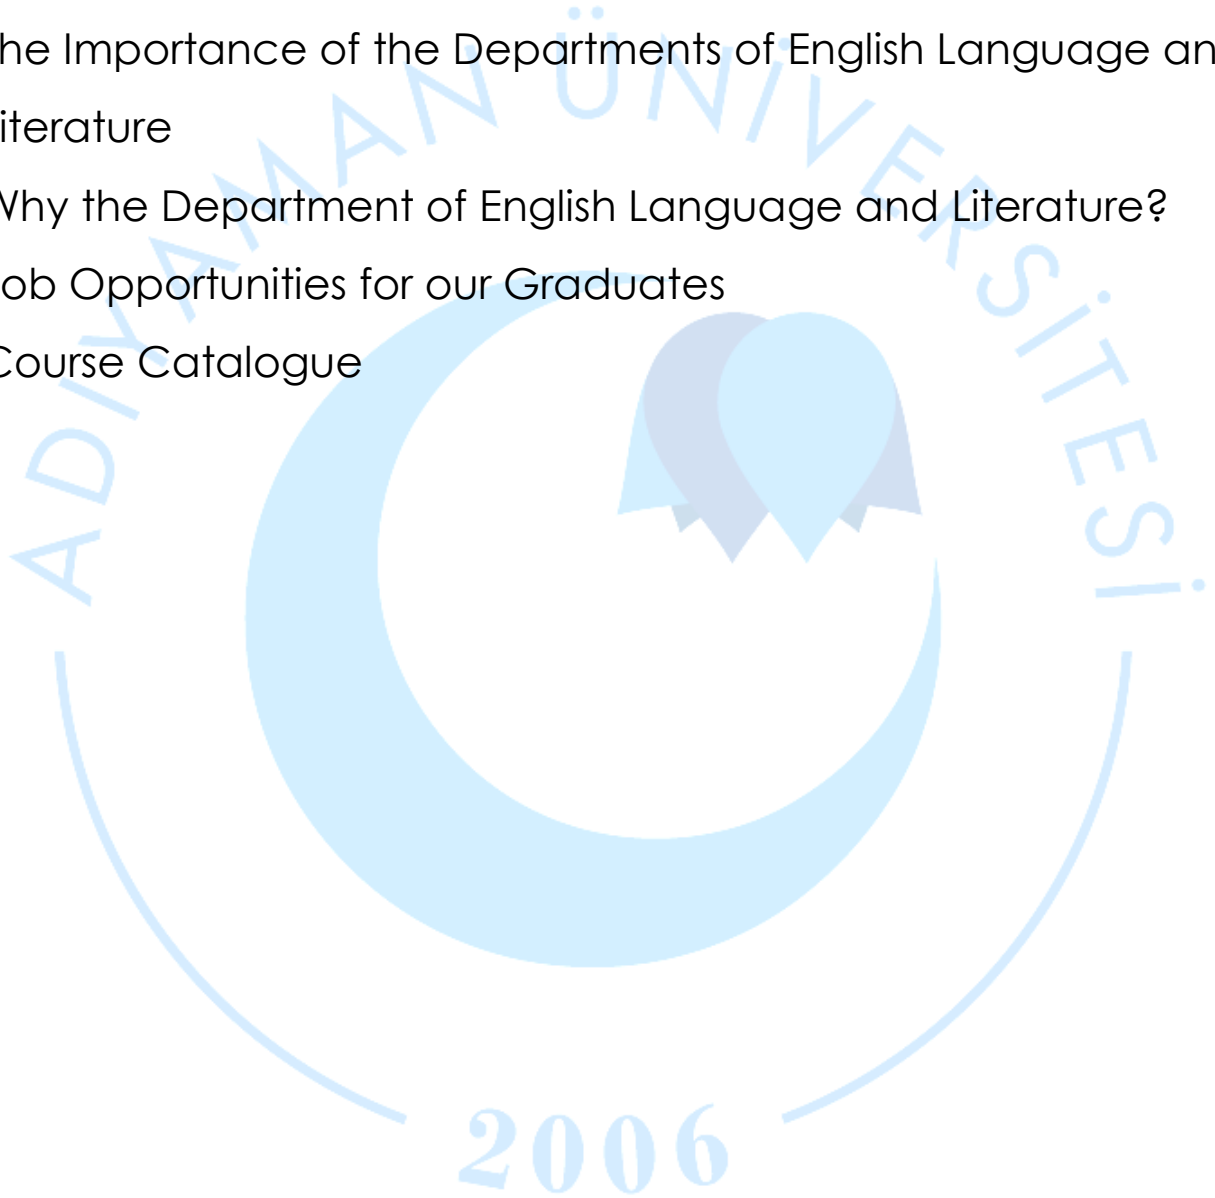 he Importance of the Departments of English Language an
iterature
Why the Department of English Language and Literature?
ob Opportunities for our Graduates
Course Catalogue
ADIYAMAN ÜNİVERSİTESİ
2006